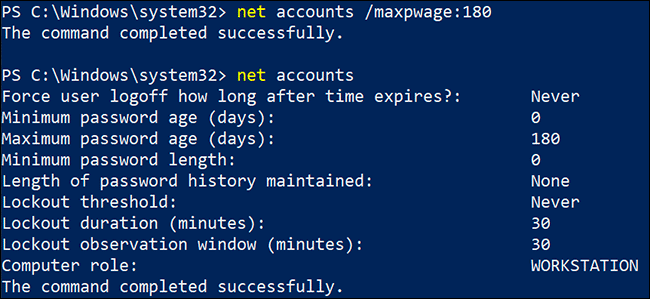 PS C:\Windows\system32> net accounts /maxpwage:180
The command completed successfully.
PS C:\Windows\system32> net accounts
Force user logoff how long after time expires?: Never
Minimum password age (days): 0
Maximum password age (days): 180
Minimum password length: 0
Length of password history maintained: None
Lockout threshold: Never
Lockout duration (minutes): 30
Lockout observation window (minutes): 30
Computer role: WORKSTATION
The command completed successfully.